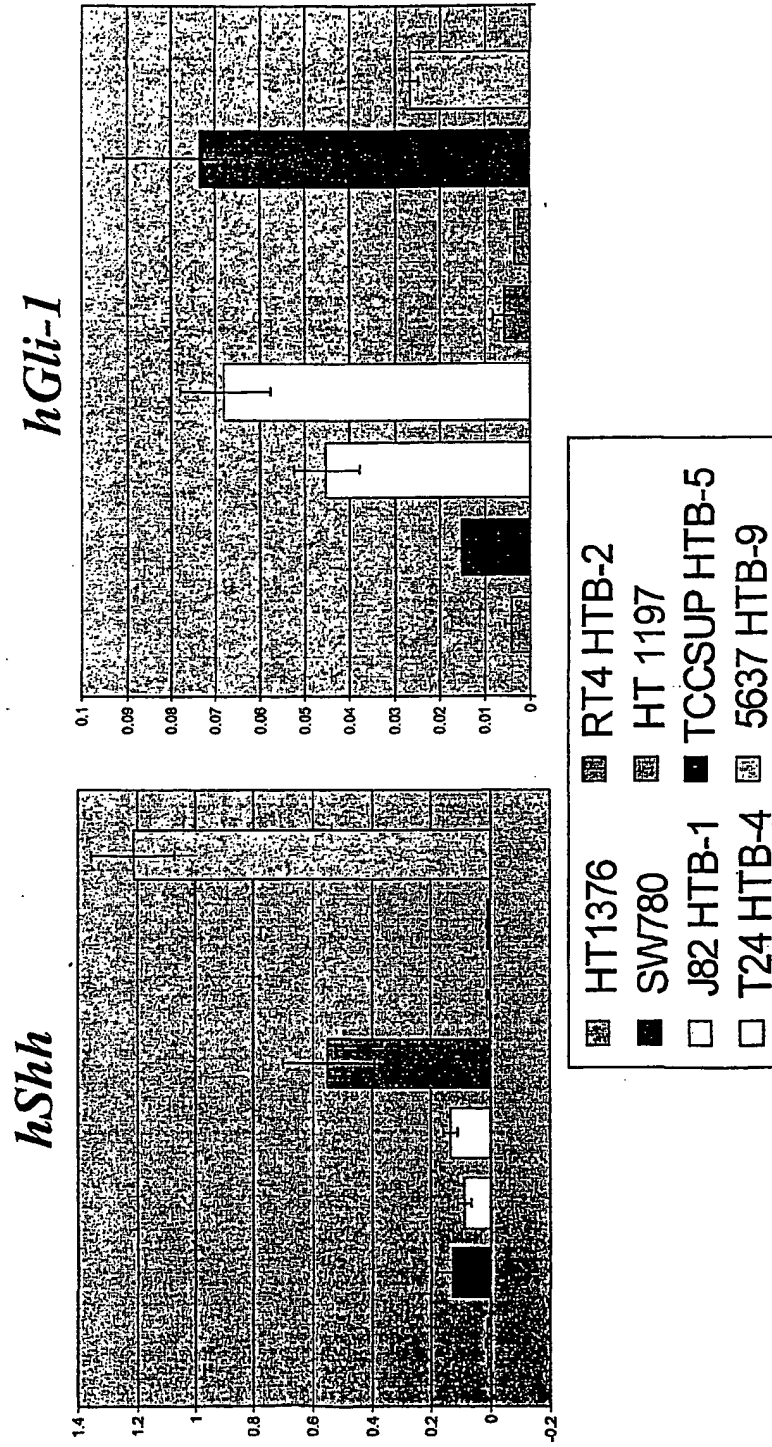 hShh
1.4
1.2
1
0.8
0.6
0.4
0.2
0
-0.2
hGli-1
0.1
0.09
0.08
0.07
0.06
0.05
0.04
0.03
0.02
0.01
0
HT1376
RT4 HTB-2
SW780
HT 1197
J82 HTB-1
TCCSUP HTB-5
T24 HTB-4
5637 HTB-9